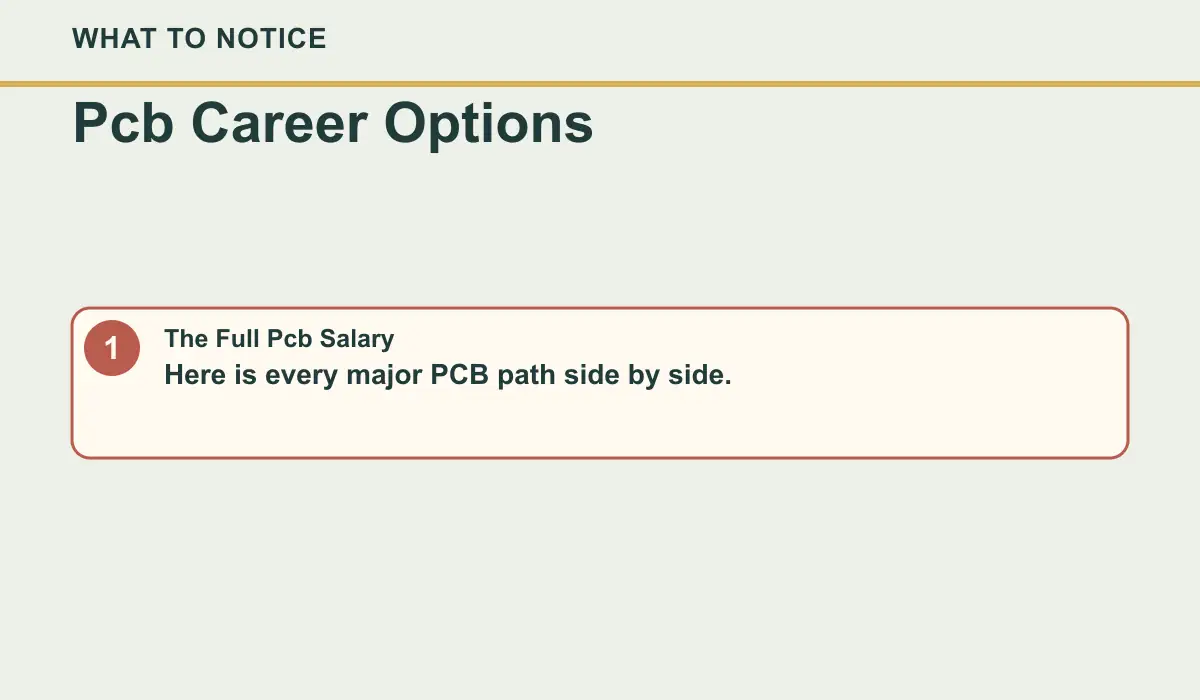 WHAT TO NOTICE
Pcb Career Options
1
The Full Pcb Salary
Here is every major PCB path side by side.